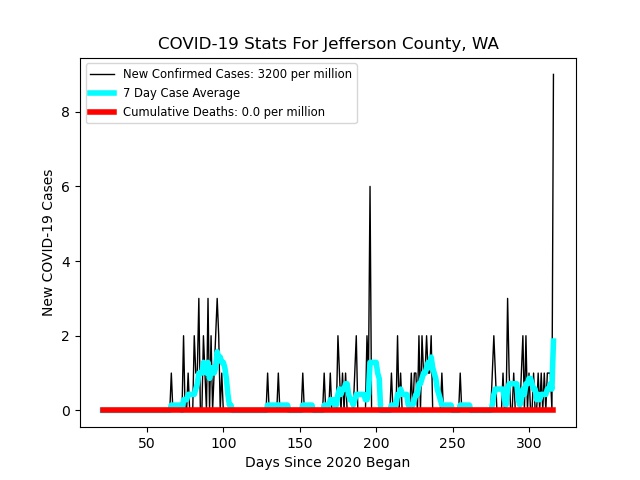 COVID-19 Stats For Jefferson County, WA
New Confirmed Cases: 3200 per million
7 Day Case Average
Cumulative Deaths: 0.0 per million
New COVID-19 Cases
8
6
4
2
0
50 100 150 200 250 300
Days Since 2020 Began